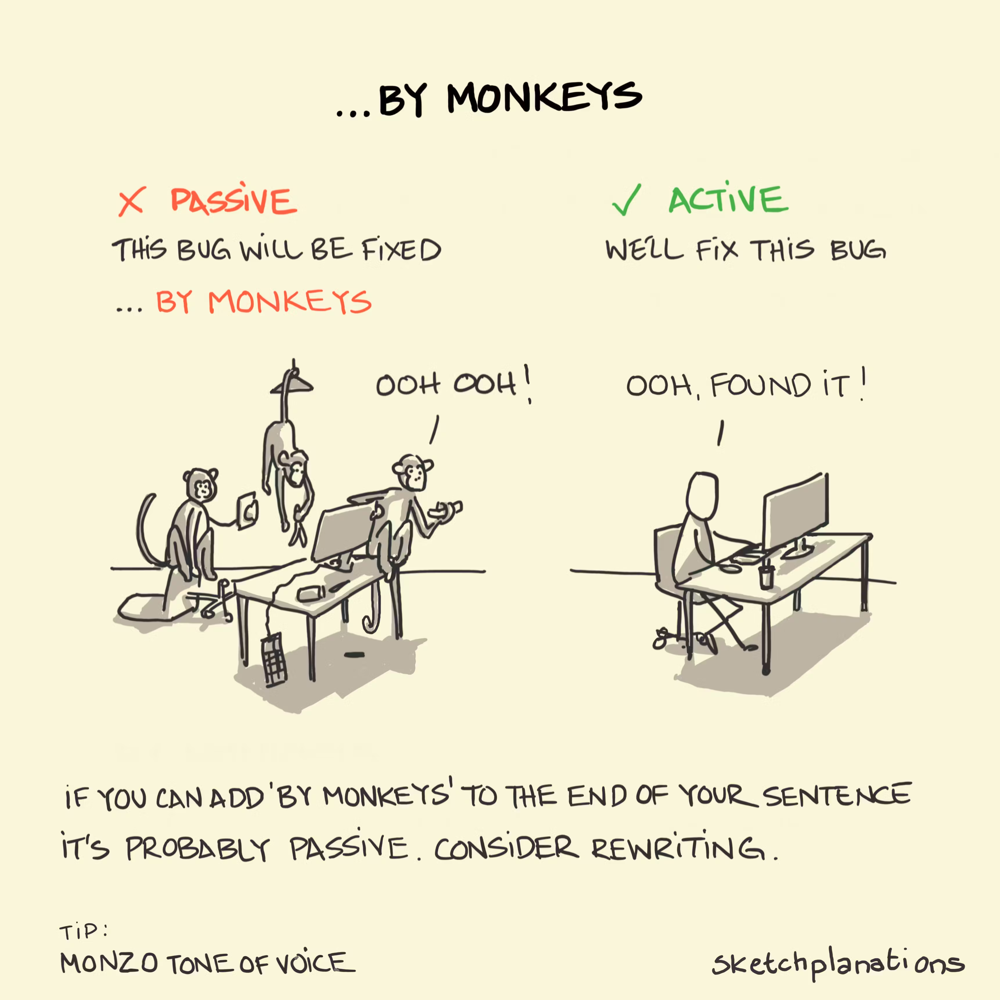 ...BY MONKEYS
X PASSiVE
THiS BUG WiLL BE FiXED
... BY MONKEYS
✓ ACTiVE
WE'LL FiX THiS BUG
OOH OOH!
OOH, FOUND iT!
iF YOU CAN ADD 'BY MONKEYS' TO THE END OF YOUR SENTENCE
iT'S PROBABLY PASSiVE. CONSiDER REWRiTiNG.
TiP:
MONZO TONE OF VOiCE
sketchplanations